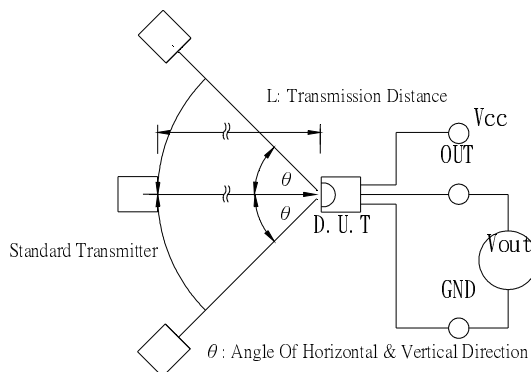 L: Transmission Distance
Vcc
OUT
θ
θ
D. U. T
Standard Transmitter
Vout
GND
θ : Angle Of Horizontal & Vertical Direction